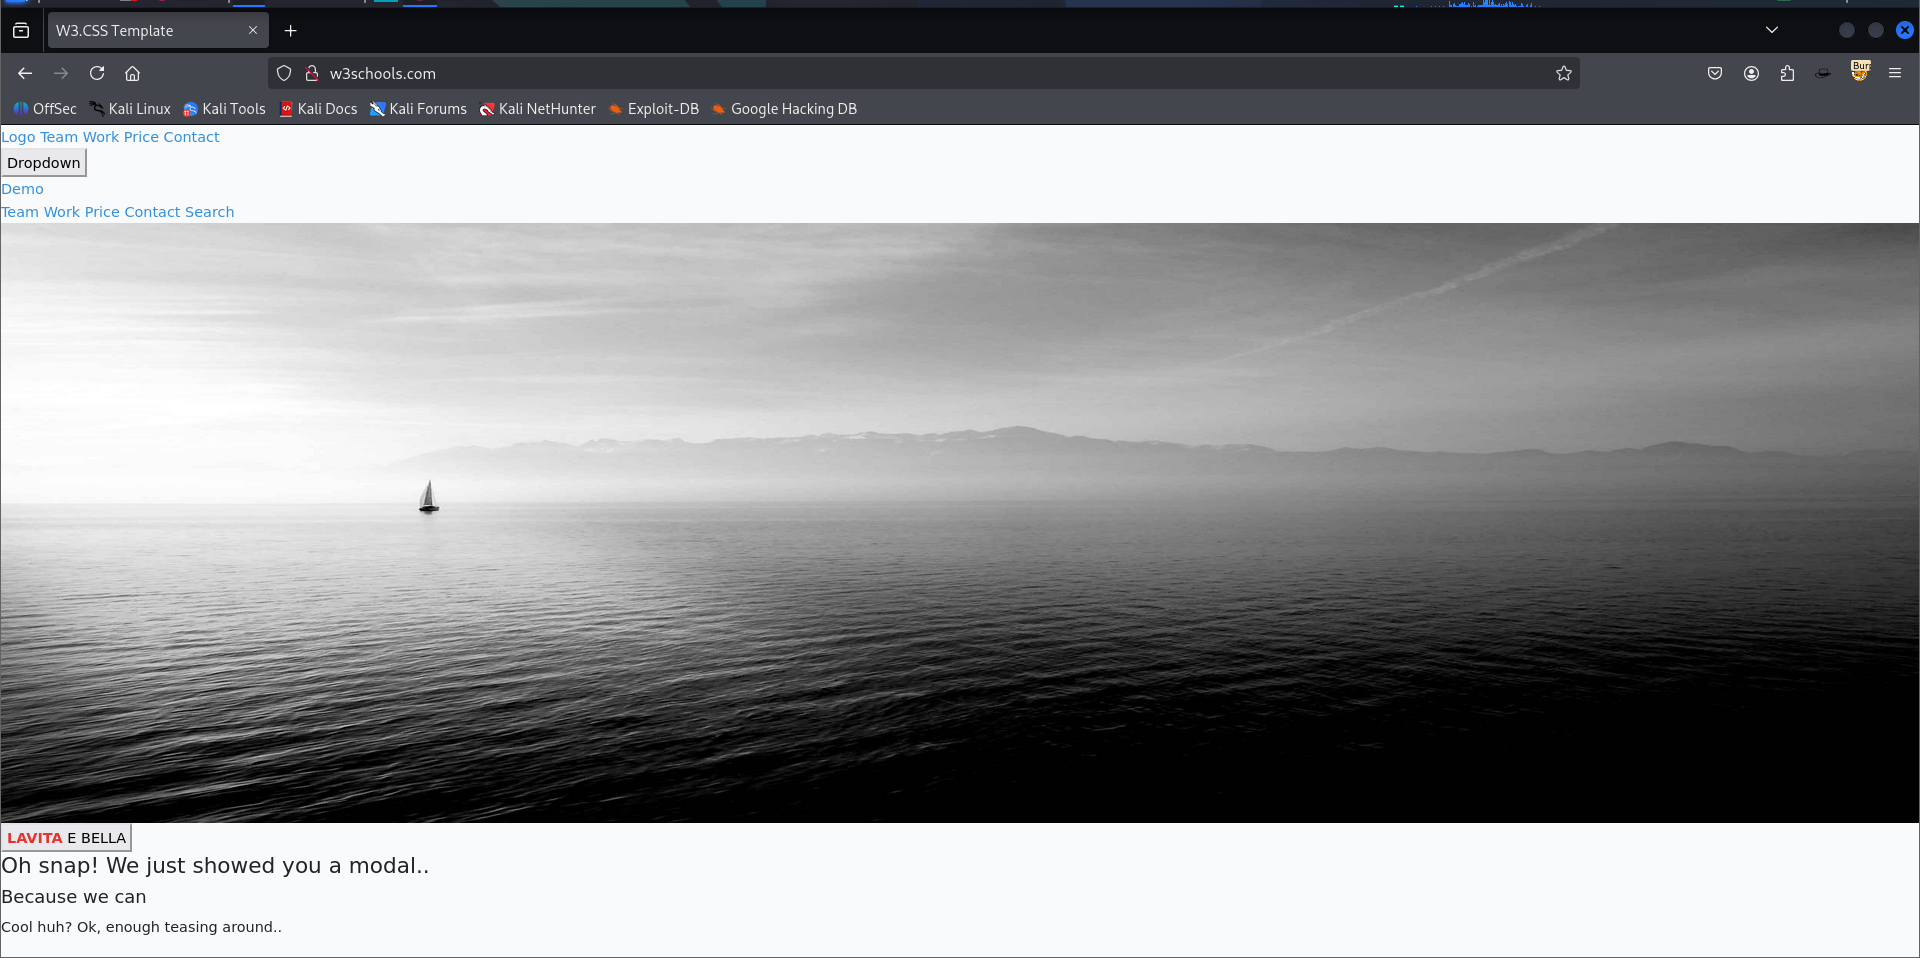 W3.CSS Template
w3schools.com
OffSec Kali Linux Kali Tools Kali Docs Kali Forums Kali NetHunter Exploit-DB Google Hacking DB
Logo Team Work Price Contact
Dropdown
Demo
Team Work Price Contact Search
LAVITA E BELLA
Oh snap! We just showed you a modal..
Because we can
Cool huh? Ok, enough teasing around..